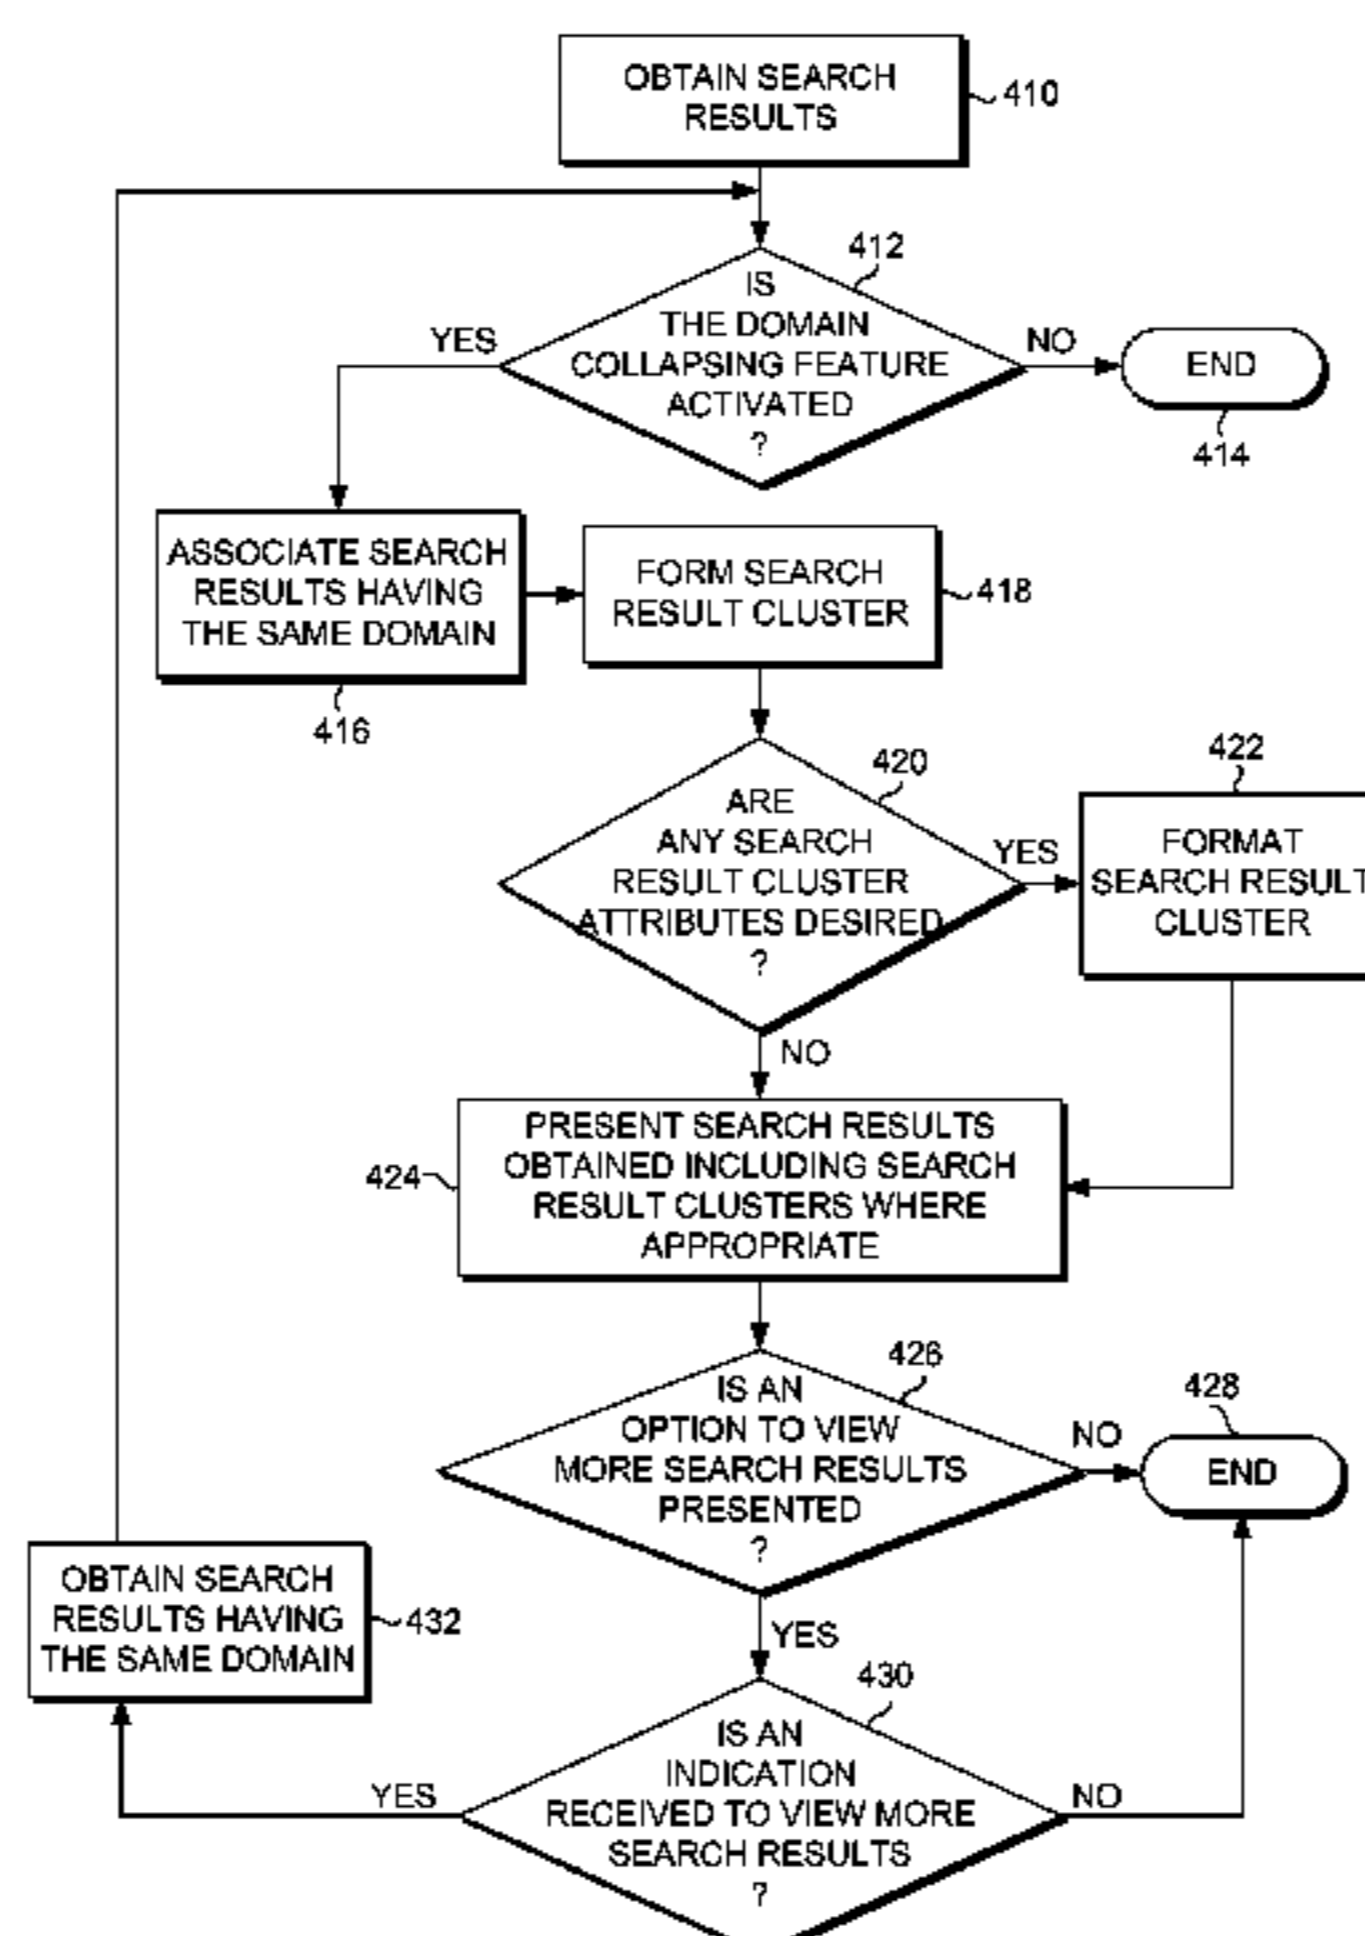 OBTAIN SEARCH
RESULTS
410
412
IS
THE DOMAIN
COLLAPSING FEATURE
ACTIVATED
?
YES
NO
END
414
ASSOCIATE SEARCH
RESULTS HAVING
THE SAME DOMAIN
416
FORM SEARCH
RESULT CLUSTER
418
420
ARE
ANY SEARCH
RESULT CLUSTER
ATTRIBUTES DESIRED
?
YES
422
FORMAT
SEARCH RESULT
CLUSTER
NO
424
PRESENT SEARCH RESULTS
OBTAINED INCLUDING SEARCH
RESULT CLUSTERS WHERE
APPROPRIATE
426
IS AN
OPTION TO VIEW
MORE SEARCH RESULTS
PRESENTED
?
NO
428
END
YES
430
IS AN
INDICATION
RECEIVED TO VIEW MORE
SEARCH RESULTS
?
NO
YES
OBTAIN SEARCH
RESULTS HAVING
THE SAME DOMAIN
432